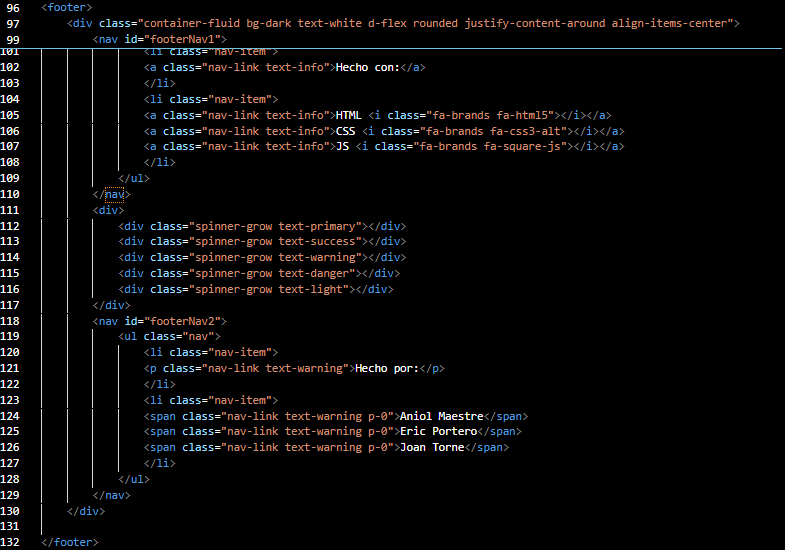 96 <footer>
97 <div class="container-fluid bg-dark text-white d-flex rounded justify-content-around align-items-center">
99 <nav id="footerNav1">
101 <li class="nav-item">
102 <a class="nav-link text-info">Hecho con:</a>
103 </li>
104 <li class="nav-item">
105 <a class="nav-link text-info">HTML <i class="fa-brands fa-html5"></i></a>
106 <a class="nav-link text-info">CSS <i class="fa-brands fa-css3-alt"></i></a>
107 <a class="nav-link text-info">JS <i class="fa-brands fa-square-js"></i></a>
108 </li>
109 </ul>
110 </nav>
111 <div>
112 <div class="spinner-grow text-primary"></div>
113 <div class="spinner-grow text-success"></div>
114 <div class="spinner-grow text-warning"></div>
115 <div class="spinner-grow text-danger"></div>
116 <div class="spinner-grow text-light"></div>
117 </div>
118 <nav id="footerNav2">
119 <ul class="nav">
120 <li class="nav-item">
121 <p class="nav-link text-warning">Hecho por:</p>
122 </li>
123 <li class="nav-item">
124 <span class="nav-link text-warning p-0">Aniol Maestre</span>
125 <span class="nav-link text-warning p-0">Eric Portero</span>
126 <span class="nav-link text-warning p-0">Joan Torne</span>
127 </li>
128 </ul>
129 </nav>
130 </div>
131
132 </footer>